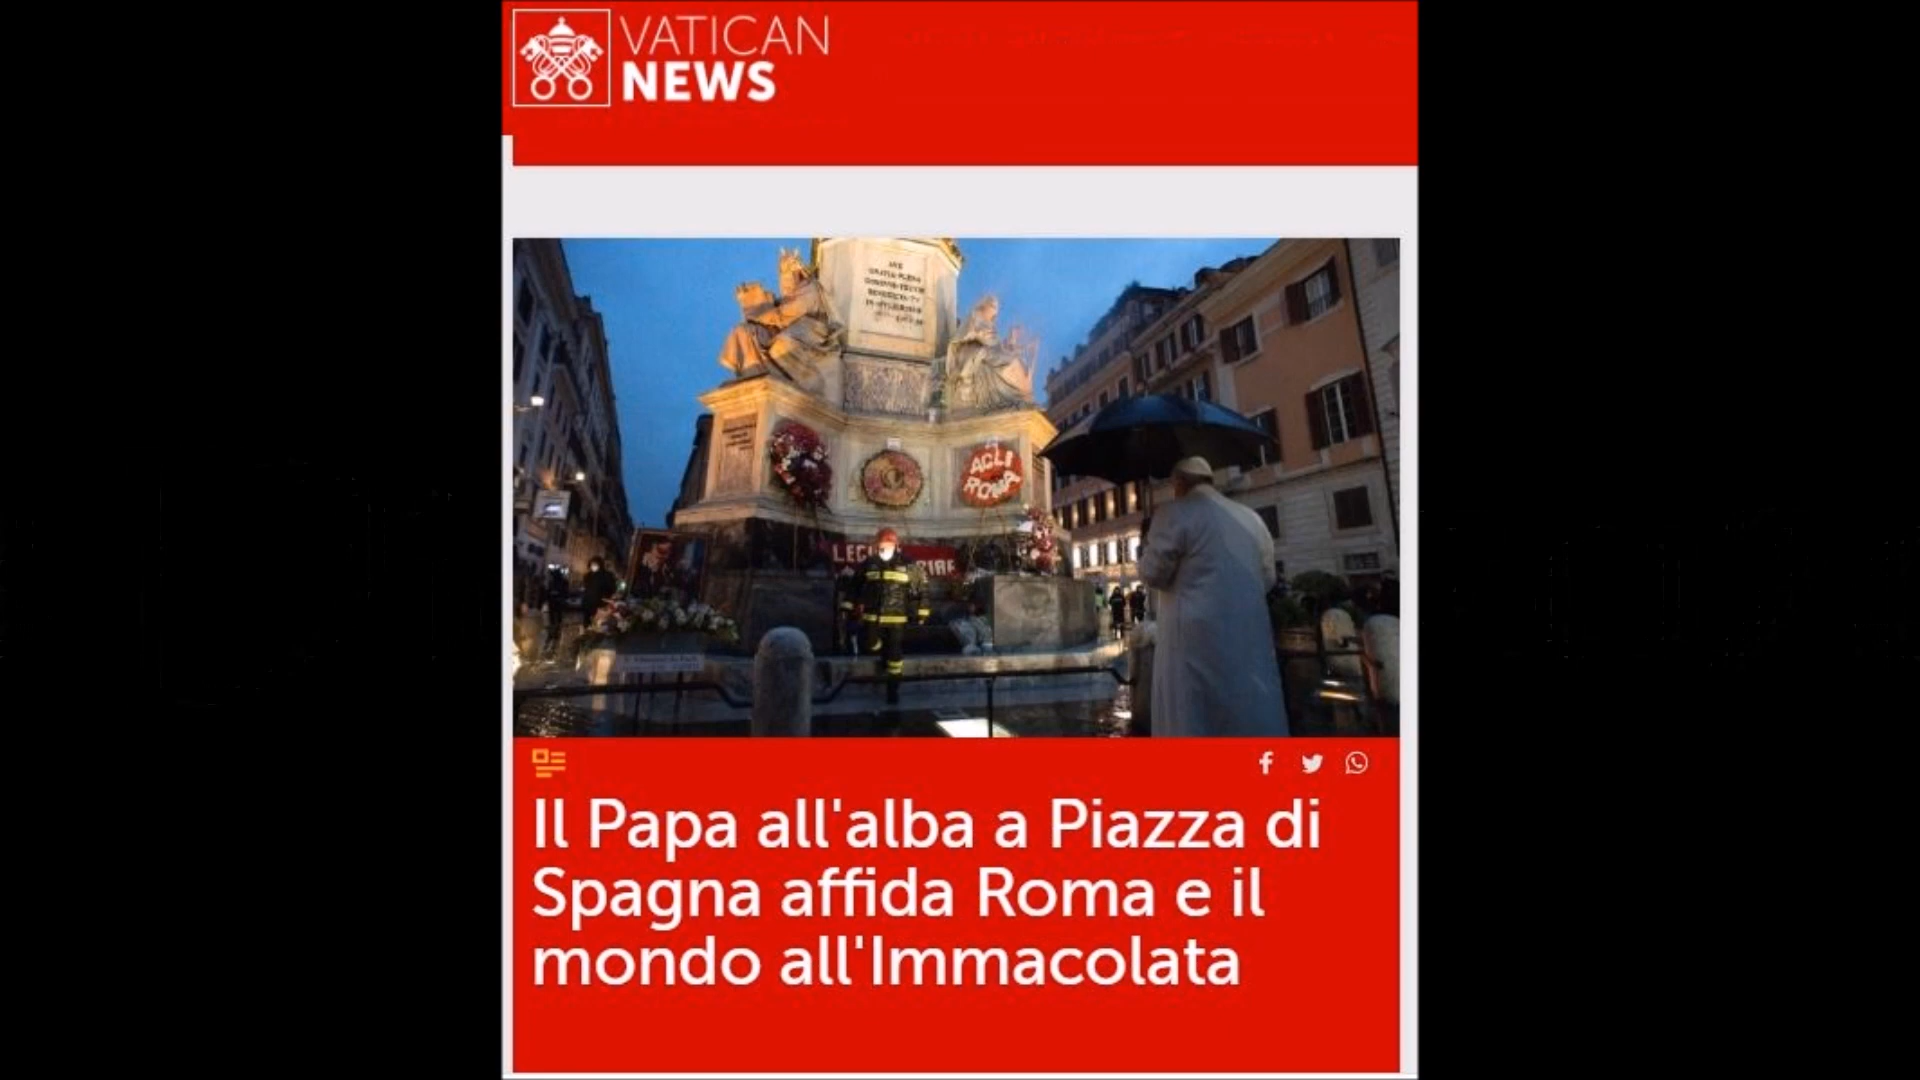 VATICAN
NEWS
AVE
GRATIA PLENA
ACLI
ROMA
Il Papa all'alba a Piazza di
Spagna affida Roma e il
mondo all'Immacolata